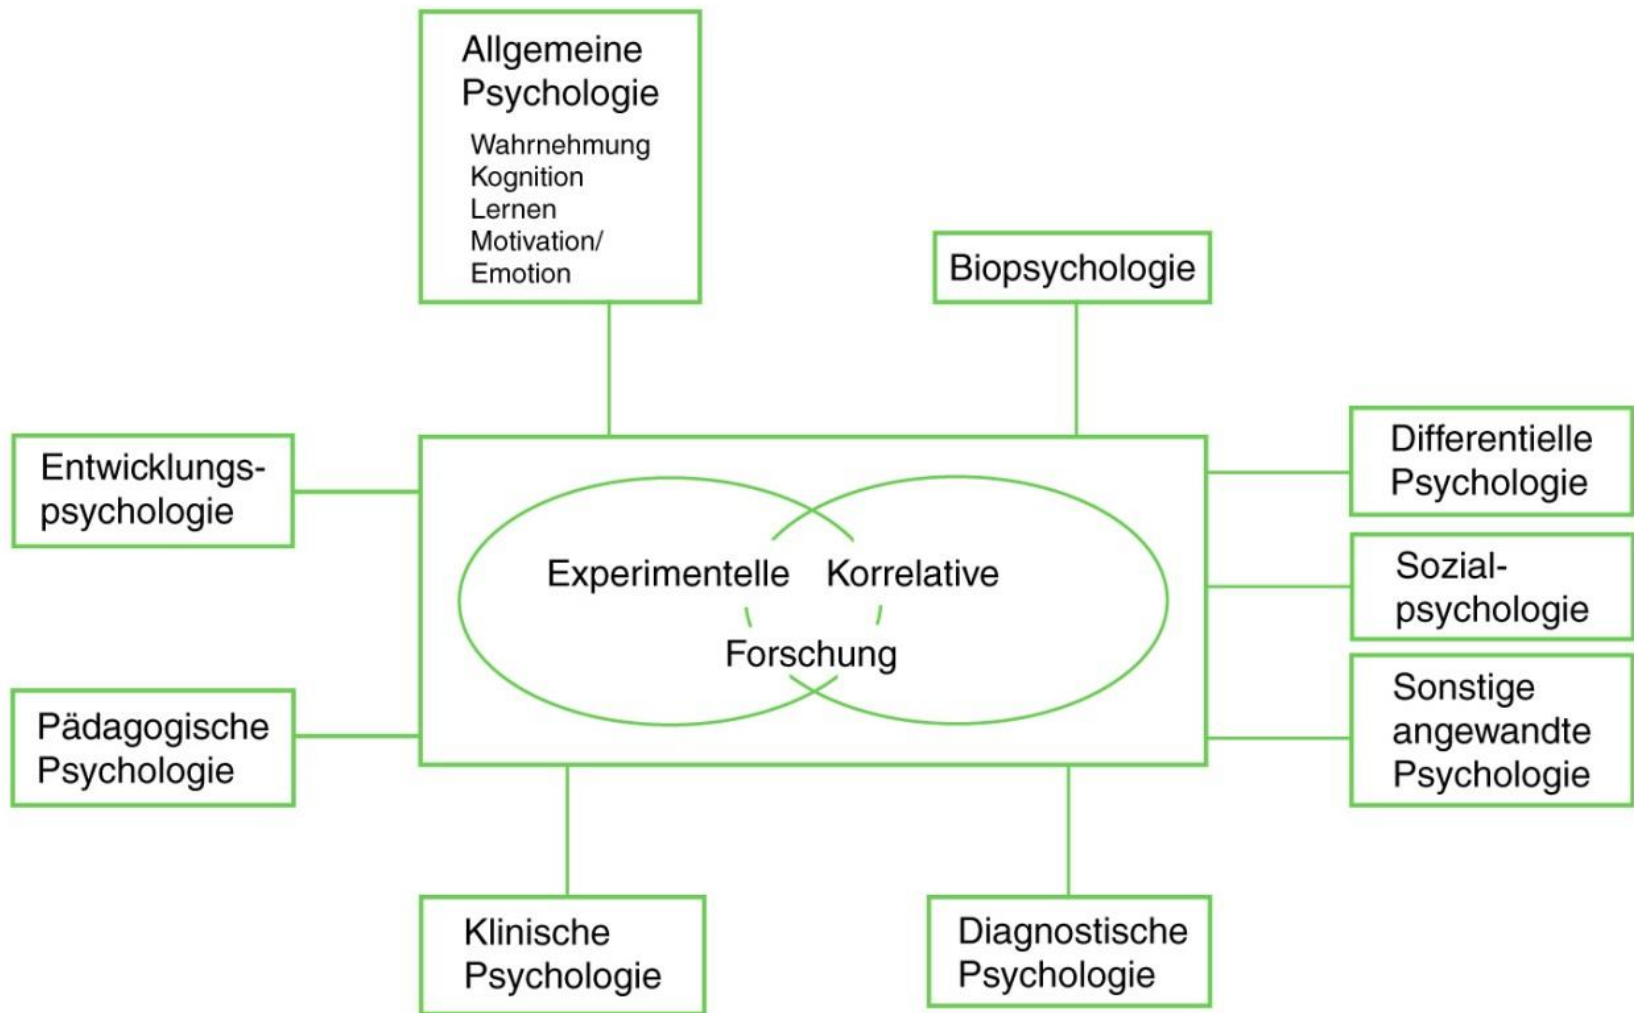 Allgemeine
Psychologie
Wahrnehmung
Kognition
Lernen
Motivation/
Emotion
Biopsychologie
Entwicklungs-
psychologie
Differentielle
Psychologie
Experimentelle Korrelative
Forschung
Sozial-
psychologie
Pädagogische
Psychologie
Sonstige
angewandte
Psychologie
Klinische
Psychologie
Diagnostische
Psychologie